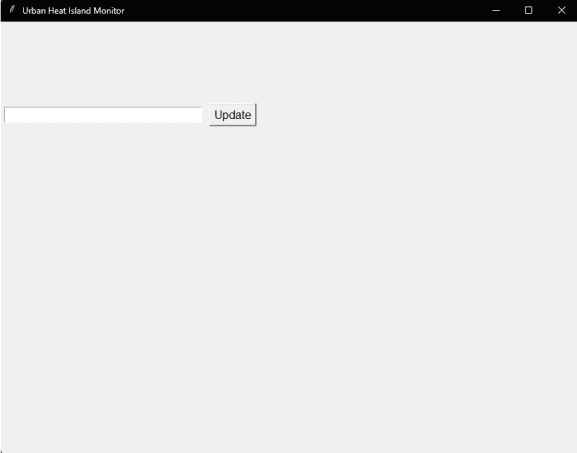 Urban Heat Island Monitor
Update